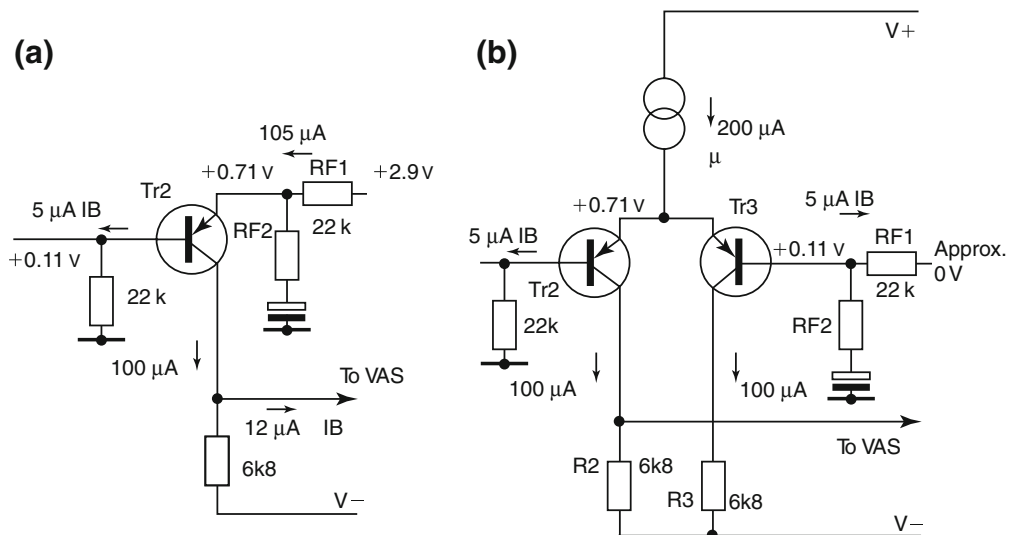 (a)
105 μA
+0.71 V
RF1
+2.9 V
Tr2
5 μA IB
RF2
22 k
+0.11 V
22 k
100 μA
To VAS
12 μA
IB
6k8
V−
(b)
V+
200 μA
μ
+0.71 V
Tr3
5 μA IB
5 μA IB
+0.11 V
RF1
Approx.
0 V
Tr2
22 k
22k
RF2
100 μA
100 μA
To VAS
R2
6k8
R3
6k8
V−